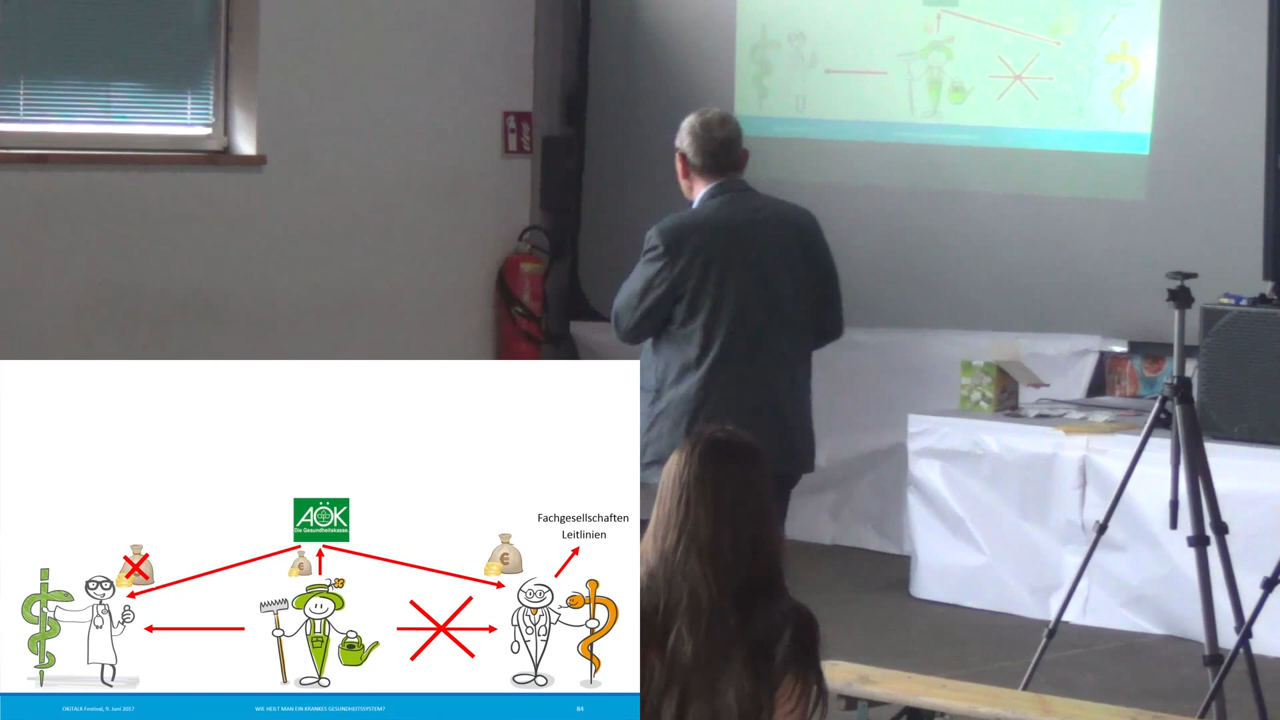 AOK
Die Gesundheitskasse.
Fachgesellschaften
Leitlinien
€
€
OKITALK Festival, 9. Juni 2017
WIE HEILT MAN EIN KRANKES GESUNDHEITSSYSTEM?
84